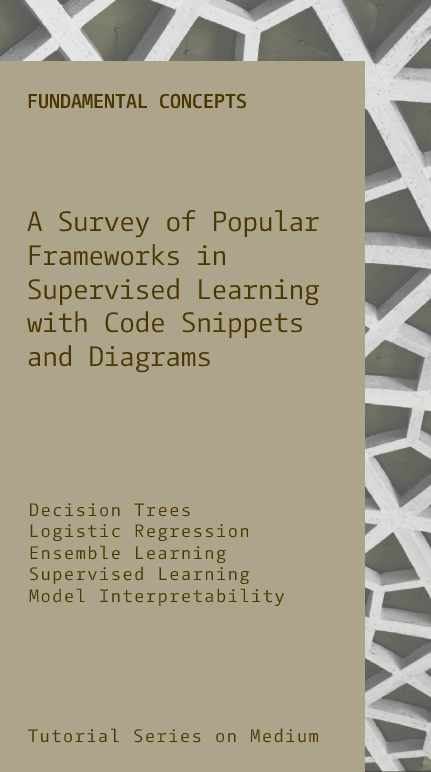 FUNDAMENTAL CONCEPTS
A Survey of Popular
Frameworks in
Supervised Learning
with Code Snippets
and Diagrams
Decision Trees
Logistic Regression
Ensemble Learning
Supervised Learning
Model Interpretability
Tutorial Series on Medium